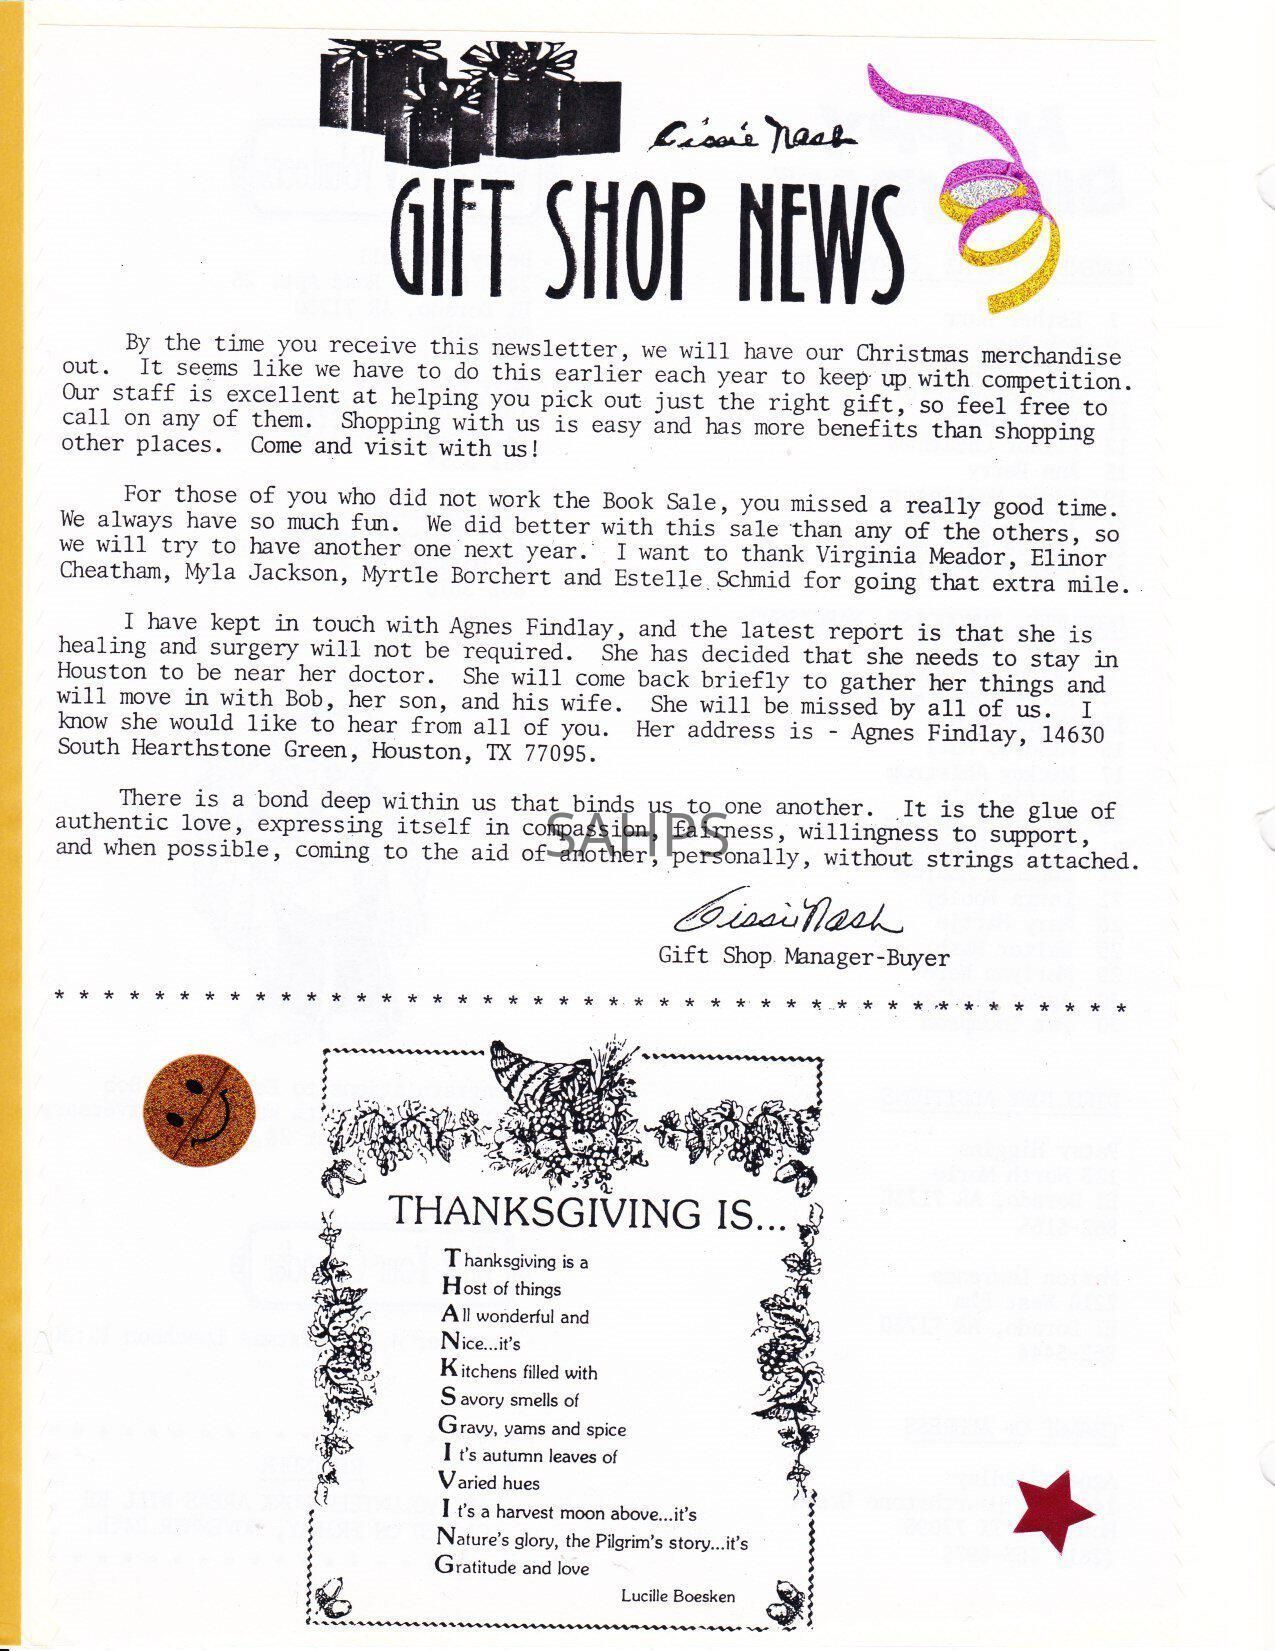 Cissie Nash
GIFT SHOP NEWS
By the time you receive this newsletter, we will have our Christmas merchandise
out. It seems like we have to do this earlier each year to keep up with competition.
Our staff is excellent at helping you pick out just the right gift, so feel free to
call on any of them. Shopping with us is easy and has more benefits than shopping
other places. Come and visit with us!
For those of you who did not work the Book Sale, you missed a really good time.
We always have so much fun. We did better with this sale than any of the others, so
we will try to have another one next year. I want to thank Virginia Meador, Elinor
Cheatham, Myla Jackson, Myrtle Borchert and Estelle Schmid for going that extra mile.
I have kept in touch with Agnes Findlay, and the latest report is that she is
healing and surgery will not be required. She has decided that she needs to stay in
Houston to be near her doctor. She will come back briefly to gather her things and
will move in with Bob, her son, and his wife. She will be missed by all of us. I
know she would like to hear from all of you. Her address is - Agnes Findlay, 14630
South Hearthstone Green, Houston, TX 77095.
There is a bond deep within us that binds us to one another. It is the glue of
authentic love, expressing itself in compassion, fairness, willingness to support,
and when possible, coming to the aid of another, personally, without strings attached.
SAHPS
Cissie Nash
Gift Shop Manager-Buyer
* * * * * * * * * * * * * * * * * * * * * * * * * * * * * * * * * * * * * * * * * * *
THANKSGIVING IS...
Thanksgiving is a
Host of things
All wonderful and
Nice...it's
Kitchens filled with
Savory smells of
Gravy, yams and spice
It's autumn leaves of
Varied hues
It's a harvest moon above...it's
Nature's glory, the Pilgrim's story...it's
Gratitude and love
Lucille Boesken